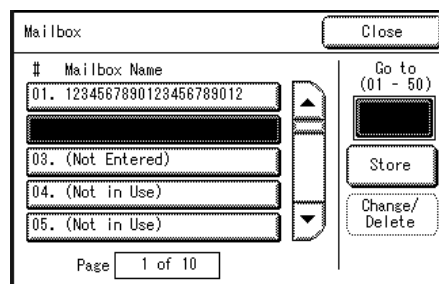 Mailbox
Close
# Mailbox Name
Go to
(01 - 50)
01. 1234567890123456789012
03. (Not Entered)
Store
04. (Not in Use)
Change/
Delete
05. (Not in Use)
Page 1 of 10